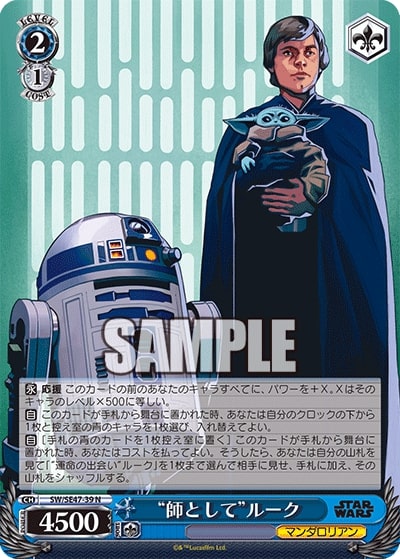 LEVEL
2
1
COST
SAMPLE
永 応援 このカードの前のあなたのキャラすべてに、パワーを＋X。Xはそのキャラのレベル×500に等しい。
自 このカードが手札から舞台に置かれた時、あなたは自分のクロックの下から1枚と控え室の青のキャラを1枚選び、入れ替えてよい。
自 ［手札の青のカードを1枚控え室に置く］ このカードが手札から舞台に置かれた時、あなたはコストを払ってよい。そうしたら、あなたは自分の山札を見て「“運命の出会い”ルーク」を1枚まで選んで相手に見せ、手札に加え、その山札をシャッフルする。
CH SW/SE47-39 N
4500
“師として”ルーク
マンダロリアン
STAR WARS
©&™Lucasfilm Ltd.